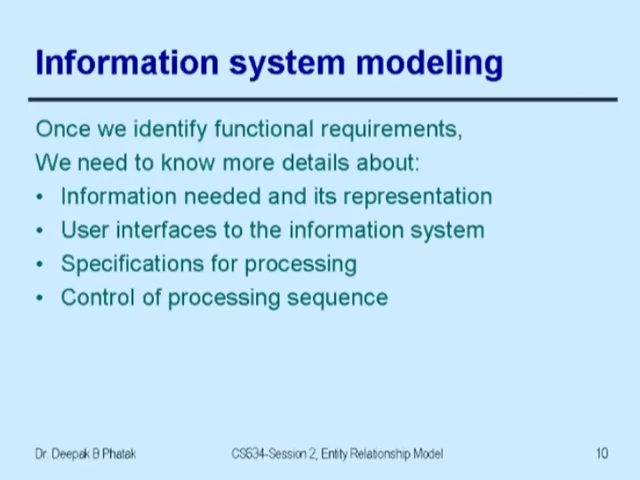 Information system modeling
Once we identify functional requirements,
We need to know more details about:
• Information needed and its representation
• User interfaces to the information system
• Specifications for processing
• Control of processing sequence
Dr. Deepak B Phatak
CS634-Session 2, Entity Relationship Model
10